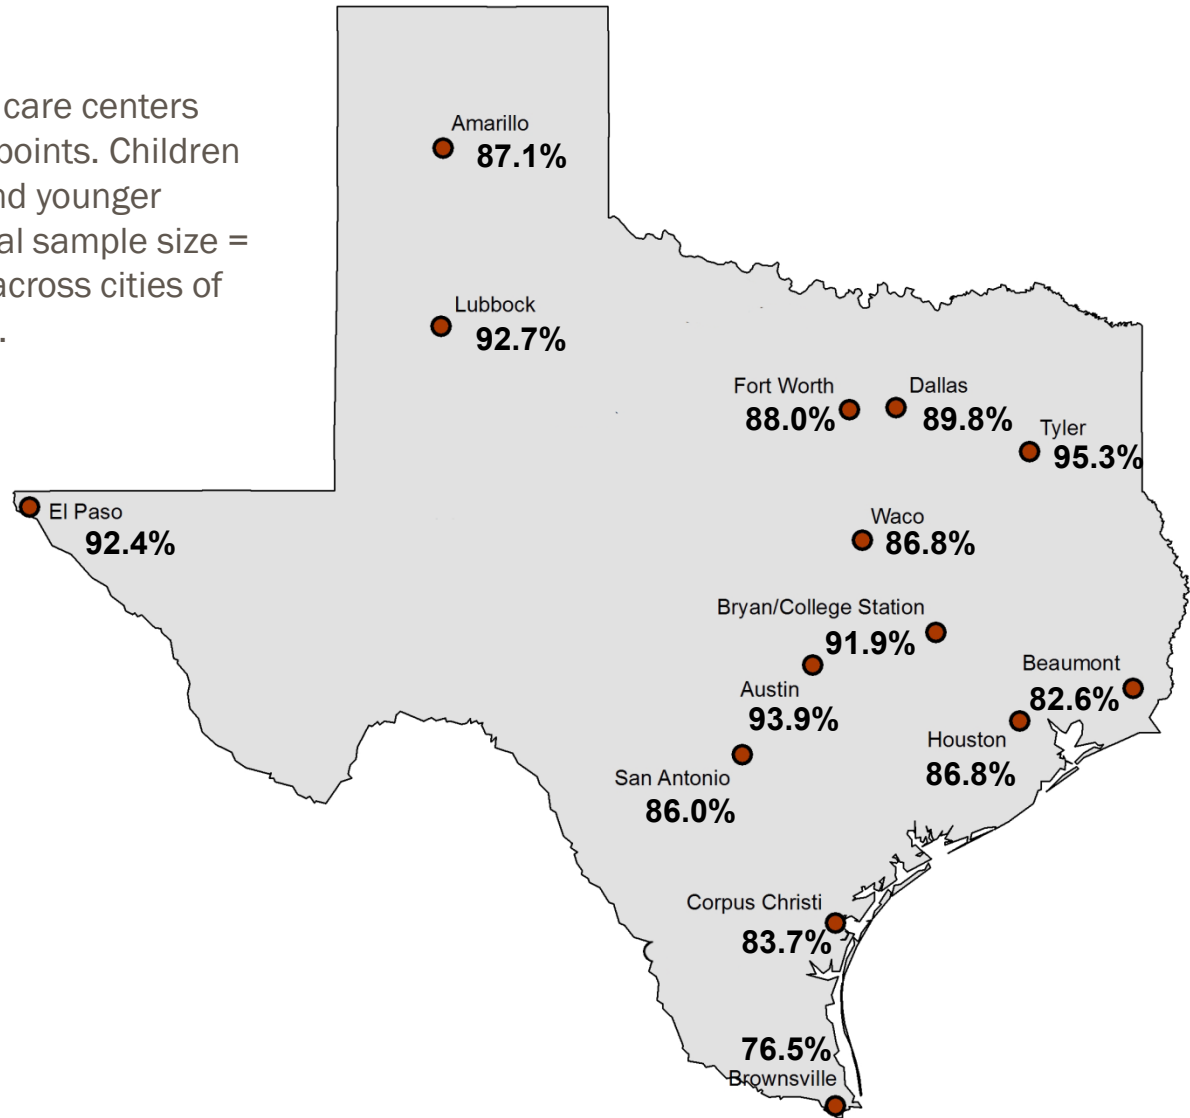 care centers
points. Children
nd younger
al sample size =
across cities of
.
Amarillo
87.1%
Lubbock
92.7%
Fort Worth
88.0%
Dallas
89.8%
Tyler
95.3%
El Paso
92.4%
Waco
86.8%
Bryan/College Station
91.9%
Austin
93.9%
Beaumont
82.6%
Houston
86.8%
San Antonio
86.0%
Corpus Christi
83.7%
76.5%
Brownsville